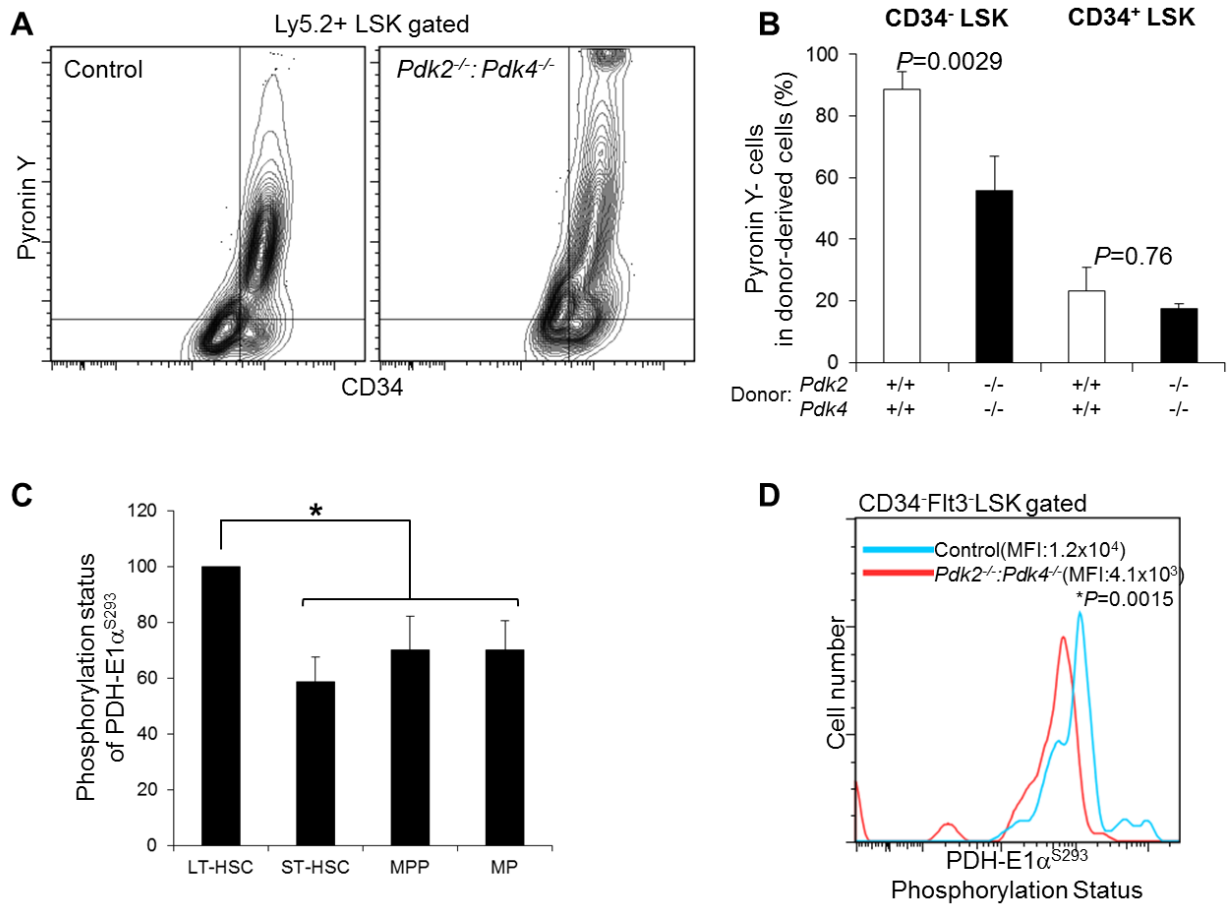 A
Ly5.2+ LSK gated
Control
Pdk2-/-: Pdk4-/-
Pyronin Y
CD34
B
CD34- LSK
CD34+ LSK
P=0.0029
P=0.76
Pyronin Y- cells
in donor-derived cells (%)
100
80
60
40
20
0
Donor:
Pdk2 +/+ -/- +/+ -/-
Pdk4 +/+ -/- +/+ -/-
C
*
Phosphorylation status
of PDH-E1αS293
120
100
80
60
40
20
0
LT-HSC ST-HSC MPP MP
D
CD34-Flt3-LSK gated
Control(MFI:1.2x10⁴)
Pdk2-/-:Pdk4-/-(MFI:4.1x10³)
*P=0.0015
Cell number
PDH-E1αS293
Phosphorylation Status